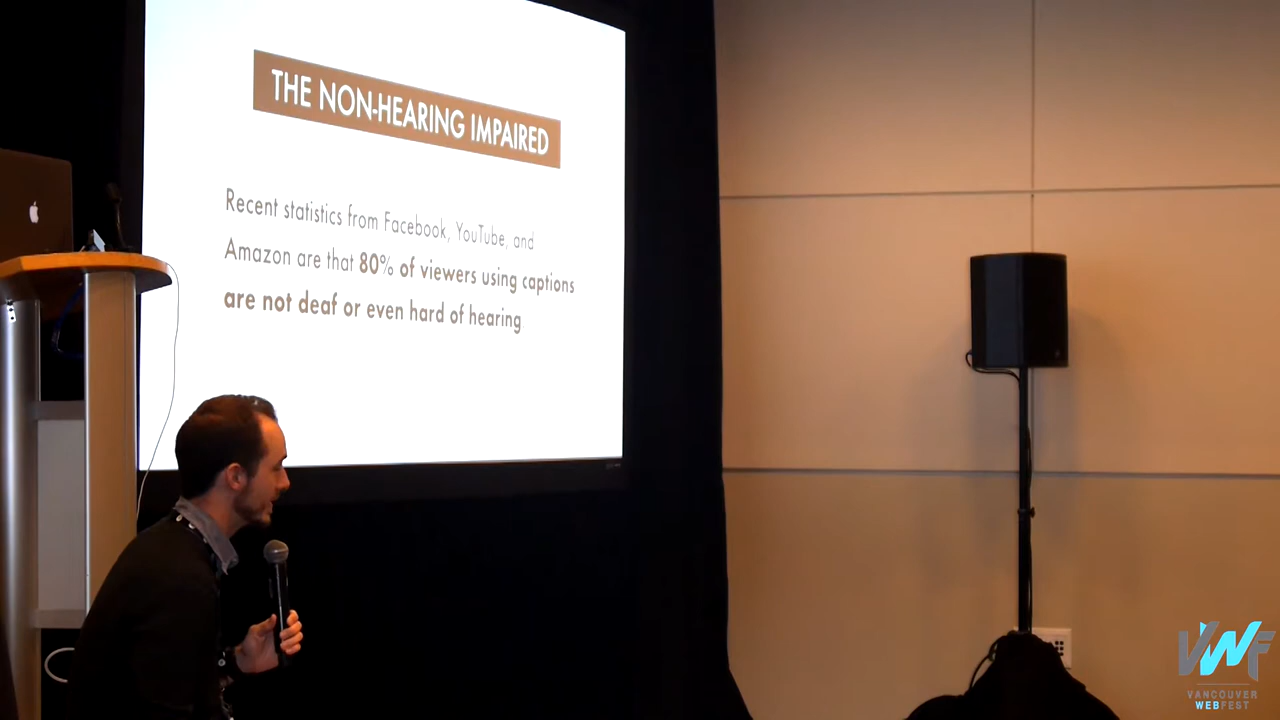 THE NON-HEARING IMPAIRED
Recent statistics from Facebook, YouTube, and
Amazon are that 80% of viewers using captions
are not deaf or even hard of hearing
VWF
VANCOUVER
WEBFEST